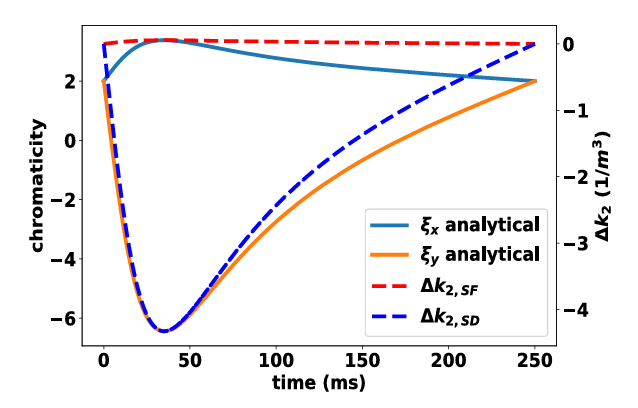 2
0
−2
−4
−6
chromaticity
0
50
100
150
200
250
time (ms)
0
−1
−2
−3
−4
Δk₂ (1/m³)
ξₓ analytical
ξᵧ analytical
Δk₂,SF
Δk₂,SD